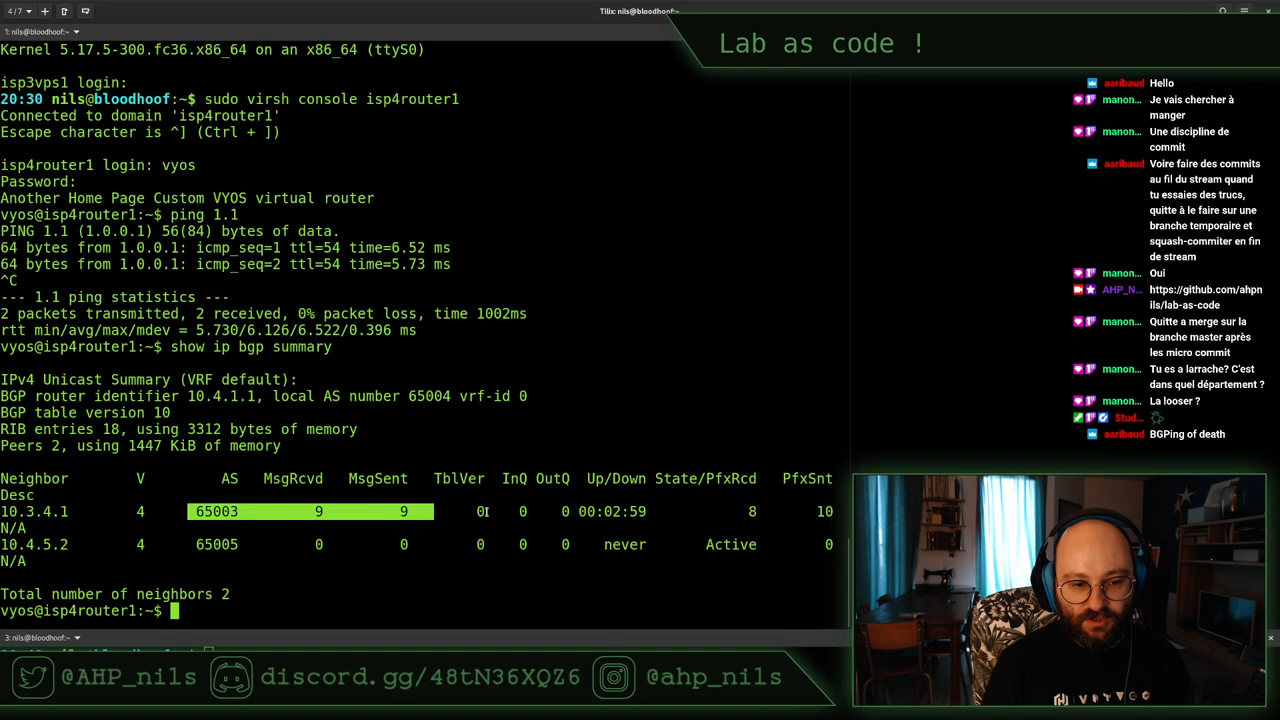 4/7
Tilix: nils@bloodhoof:~
1: nils@bloodhoof:~
Kernel 5.17.5-300.fc36.x86_64 on an x86_64 (ttyS0)
isp3vps1 login:
20:30 nils@bloodhoof:~$ sudo virsh console isp4router1
Connected to domain 'isp4router1'
Escape character is ^] (Ctrl + ])
isp4router1 login: vyos
Password:
Another Home Page Custom VYOS virtual router
vyos@isp4router1:~$ ping 1.1
PING 1.1 (1.0.0.1) 56(84) bytes of data.
64 bytes from 1.0.0.1: icmp_seq=1 ttl=54 time=6.52 ms
64 bytes from 1.0.0.1: icmp_seq=2 ttl=54 time=5.73 ms
^C
--- 1.1 ping statistics ---
2 packets transmitted, 2 received, 0% packet loss, time 1002ms
rtt min/avg/max/mdev = 5.730/6.126/6.522/0.396 ms
vyos@isp4router1:~$ show ip bgp summary
IPv4 Unicast Summary (VRF default):
BGP router identifier 10.4.1.1, local AS number 65004 vrf-id 0
BGP table version 10
RIB entries 18, using 3312 bytes of memory
Peers 2, using 1447 KiB of memory
Neighbor V AS MsgRcvd MsgSent TblVer InQ OutQ Up/Down State/PfxRcd PfxSnt
Desc
10.3.4.1 4 65003 9 9 0 0 0 00:02:59 8 10
N/A
10.4.5.2 4 65005 0 0 0 0 0 never Active 0
N/A
Total number of neighbors 2
vyos@isp4router1:~$
3: nils@bloodhoof:~
Lab as code !
aaribaud Hello
manon... Je vais chercher à
manger
manon... Une discipline de
commit
aaribaud Voire faire des commits
au fil du stream quand
tu essaies des trucs,
quitte à le faire sur une
branche temporaire et
squash-commiter en fin
de stream
manon... Oui
AHP_N... https://github.com/ahpn
ils/lab-as-code
manon... Quitte a merge sur la
branche master après
les micro commit
manon... Tu es a larrache? C'est
dans quel département ?
manon... La looser ?
Stud...
aaribaud BGPing of death
@AHP_nils discord.gg/48tN36XQZ6 @ahp_nils